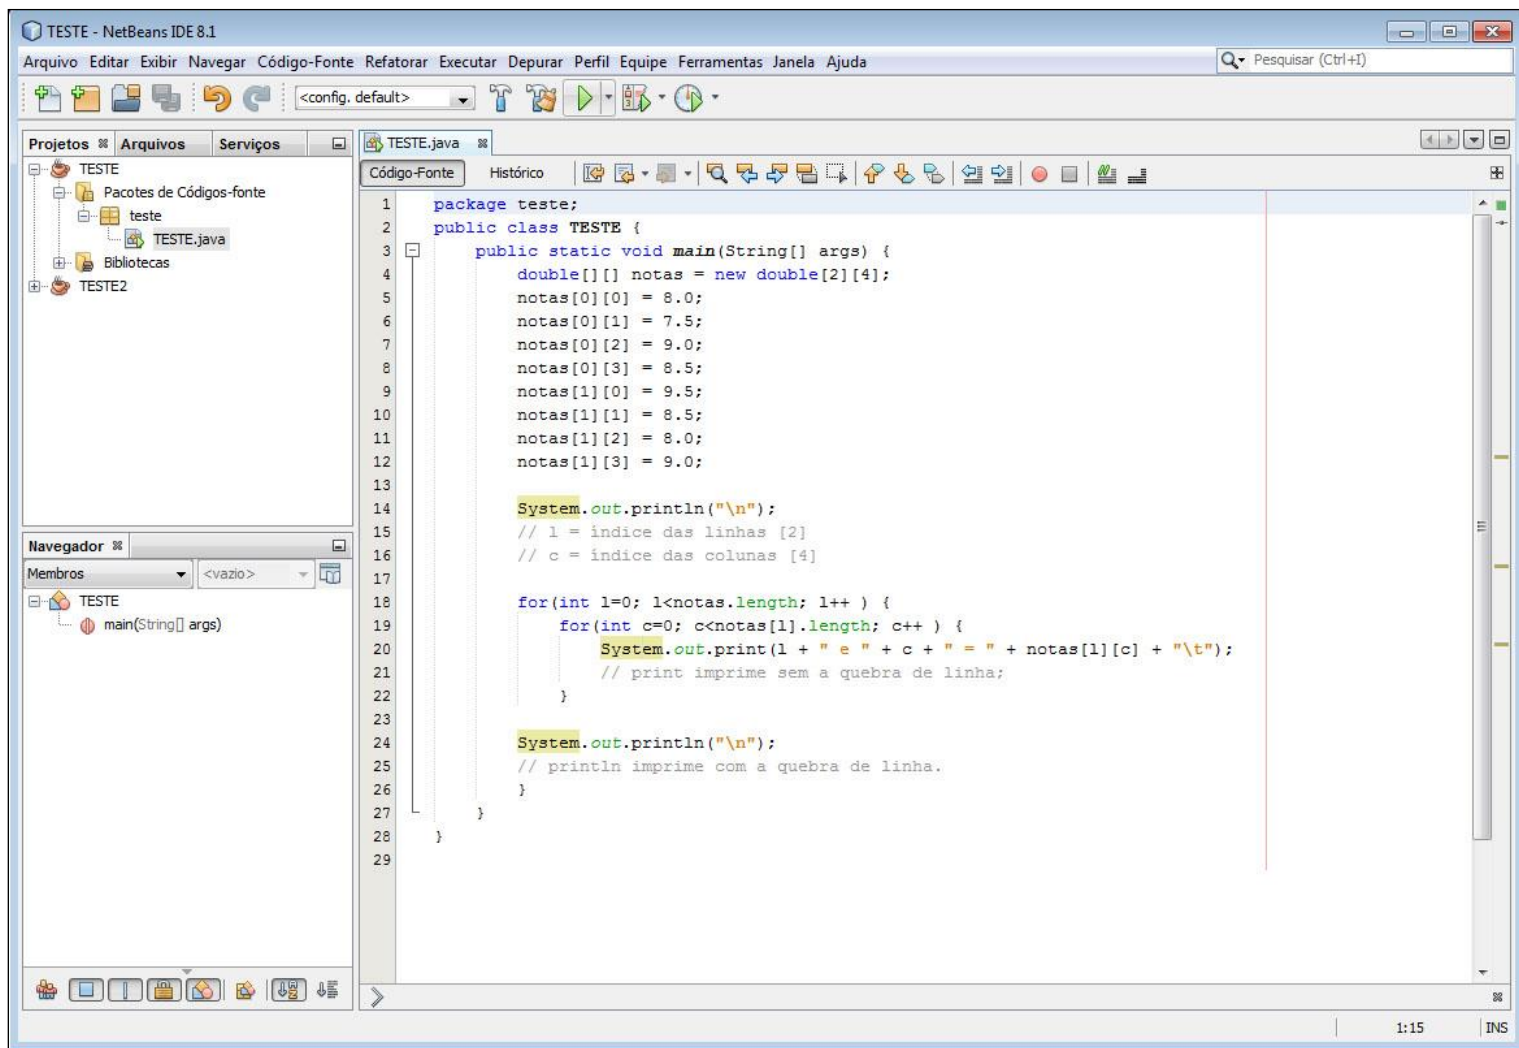 TESTE - NetBeans IDE 8.1
Arquivo Editar Exibir Navegar Código-Fonte Refatorar Executar Depurar Perfil Equipe Ferramentas Janela Ajuda
Pesquisar (Ctrl+I)
<config. default>
Projetos Arquivos Serviços
TESTE
Pacotes de Códigos-fonte
teste
TESTE.java
Bibliotecas
TESTE2
Navegador
Membros <vazio>
TESTE
main(String[] args)
TESTE.java
Código-Fonte Histórico
1 package teste;
2 public class TESTE {
3 public static void main(String[] args) {
4 double[][] notas = new double[2][4];
5 notas[0][0] = 8.0;
6 notas[0][1] = 7.5;
7 notas[0][2] = 9.0;
8 notas[0][3] = 8.5;
9 notas[1][0] = 9.5;
10 notas[1][1] = 8.5;
11 notas[1][2] = 8.0;
12 notas[1][3] = 9.0;
13
14 System.out.println("\n");
15 // l = índice das linhas [2]
16 // c = índice das colunas [4]
17
18 for(int l=0; l<notas.length; l++ ) {
19 for(int c=0; c<notas[l].length; c++ ) {
20 System.out.print(l + " e " + c + " = " + notas[l][c] + "\t");
21 // print imprime sem a quebra de linha;
22 }
23
24 System.out.println("\n");
25 // println imprime com a quebra de linha.
26 }
27 }
28 }
29
1:15 INS